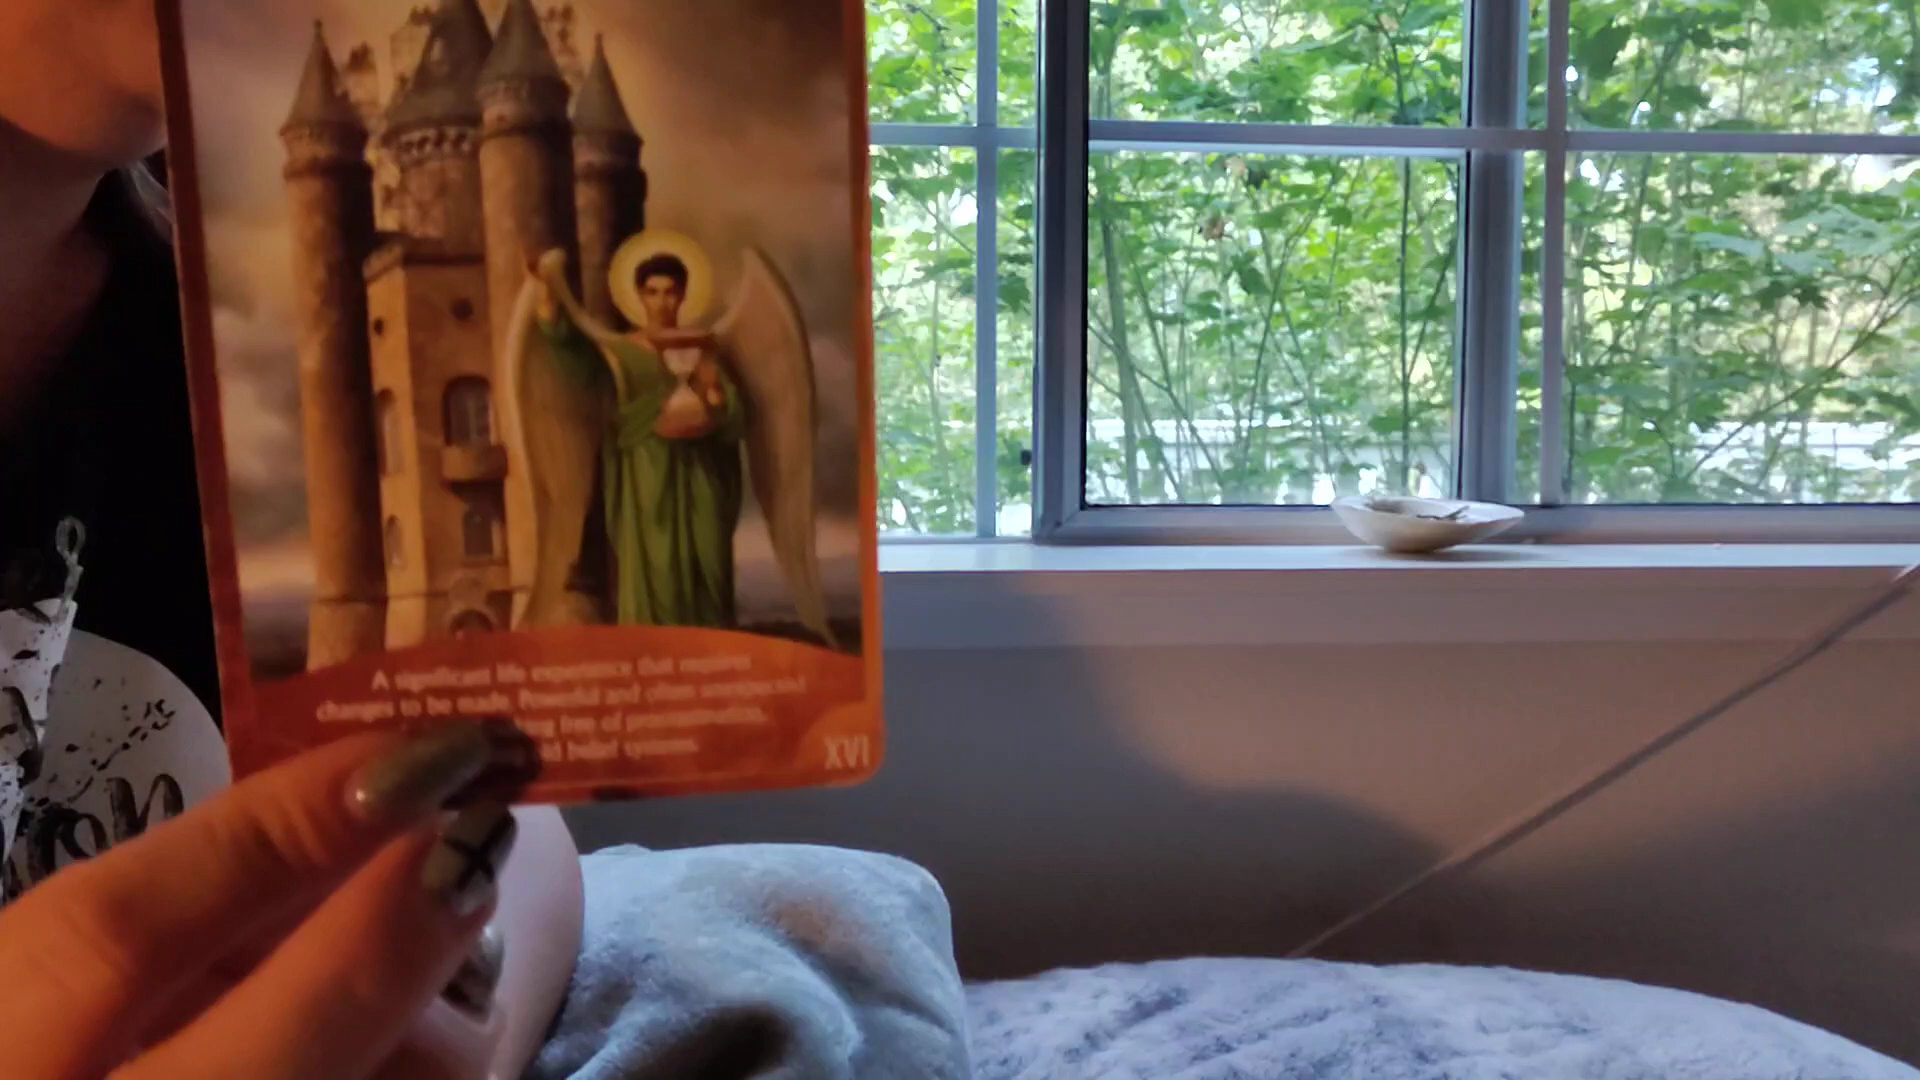 A significant life experience that requires
changes to be made. Powerful and often unexpected
free of procrastination,
belief systems.
XVI
on